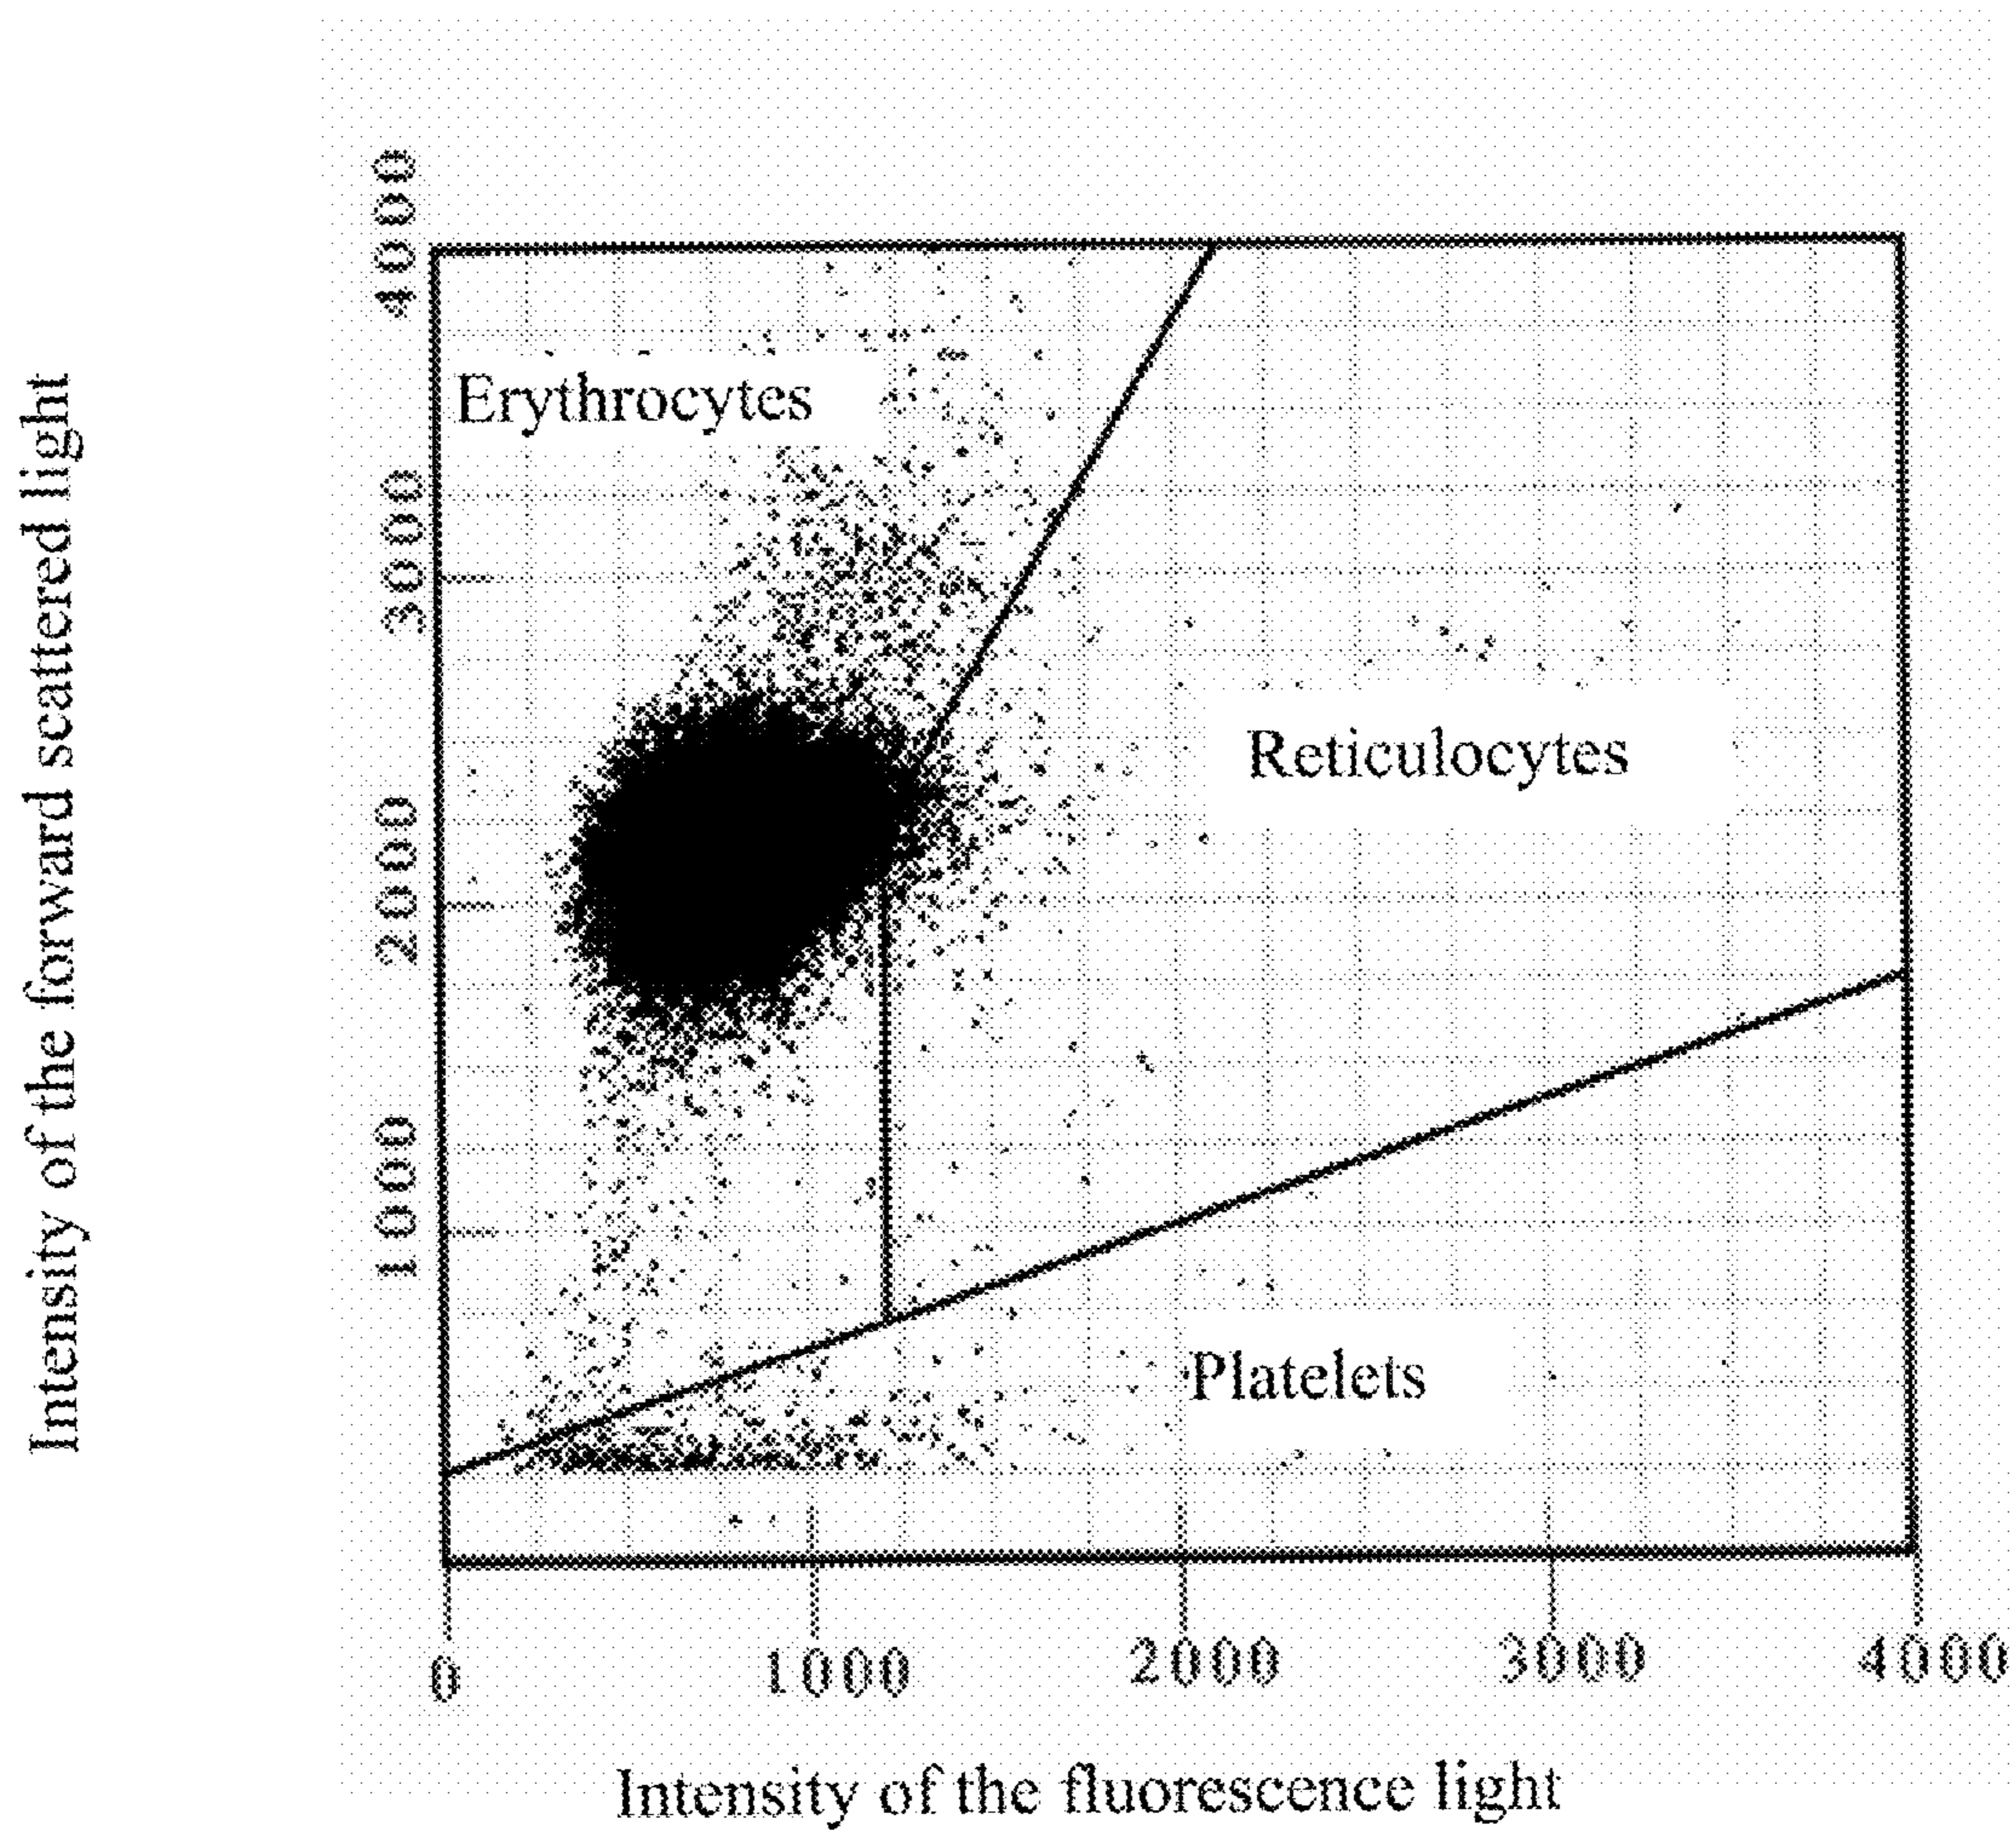 Intensity of the forward scattered light
4000
3000
2000
1000
Erythrocytes
Reticulocytes
Platelets
0 1000 2000 3000 4000
Intensity of the fluorescence light